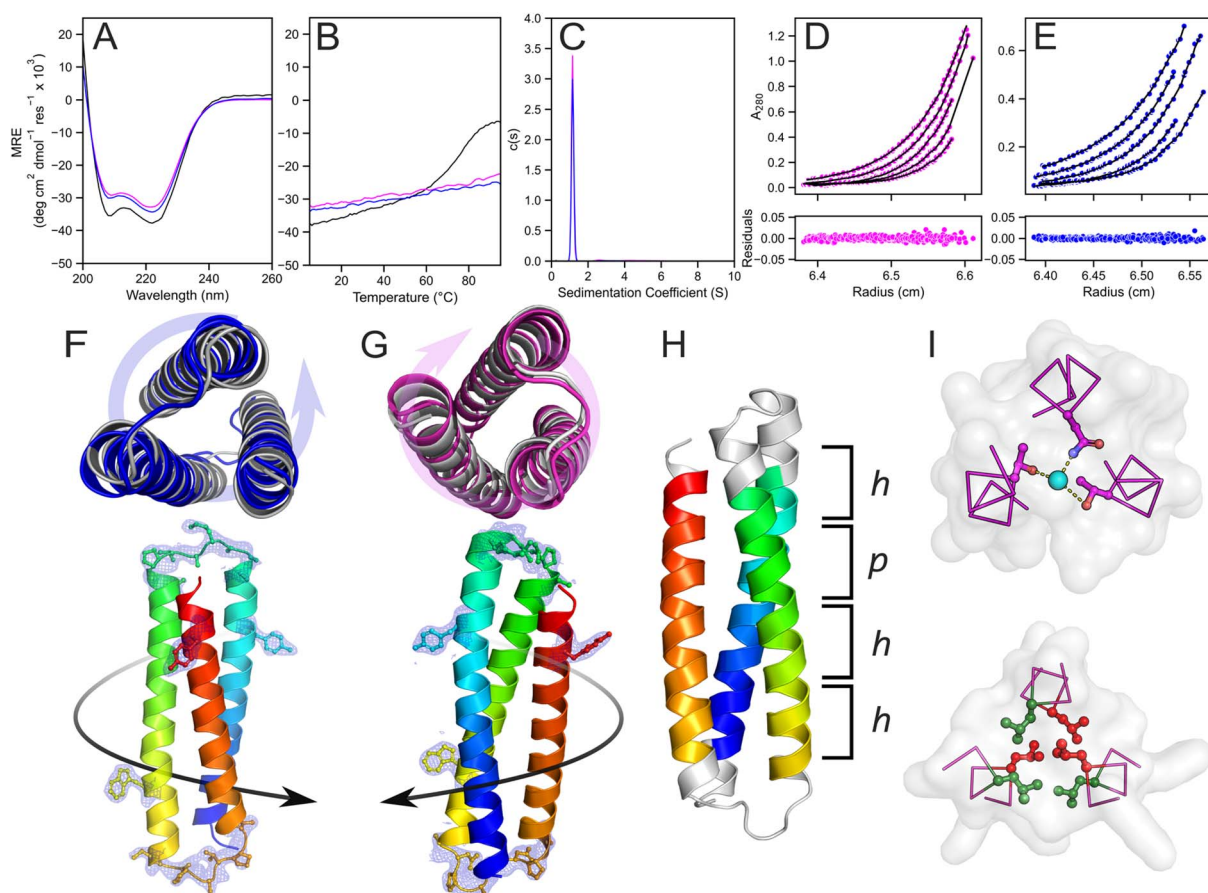 A
B
C
D
E
MRE
(deg cm² dmol⁻¹ res⁻¹ x 10³)
20
10
0
−10
−20
−30
−40
−50
200
220
240
260
Wavelength (nm)
20
10
0
−10
−20
−30
−40
−50
20
40
60
80
Temperature (°C)
c(s)
4.0
3.5
3.0
2.5
2.0
1.5
1.0
0.5
0.0
0
2
4
6
8
10
Sedimentation Coefficient (S)
A₂₈₀
1.2
1.0
0.8
0.6
0.4
0.2
0.0
Residuals
0.05
0.00
−0.05
6.4
6.5
6.6
Radius (cm)
0.6
0.4
0.2
0.05
0.00
−0.05
6.40
6.45
6.50
6.55
Radius (cm)
F
G
H
I
h
p
h
h